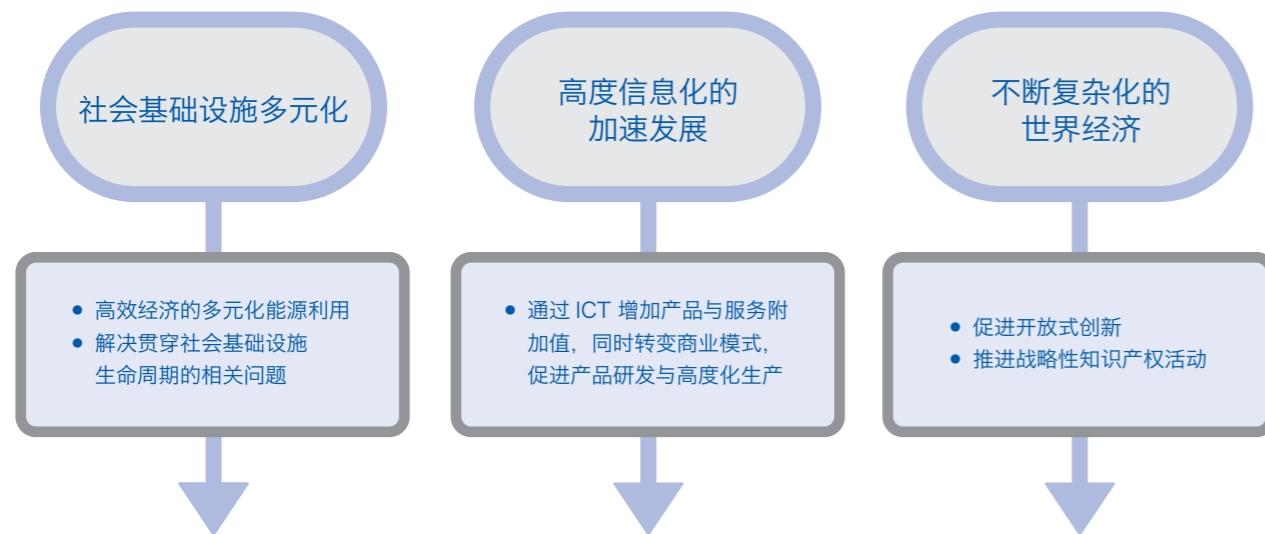 社会基础设施多元化
高度信息化的
加速发展
不断复杂化的
世界经济
● 高效经济的多元化能源利用
● 解决贯穿社会基础设施
生命周期的相关问题
● 通过 ICT 增加产品与服务附
加值，同时转变商业模式，
促进产品研发与高度化生产
● 促进开放式创新
● 推进战略性知识产权活动